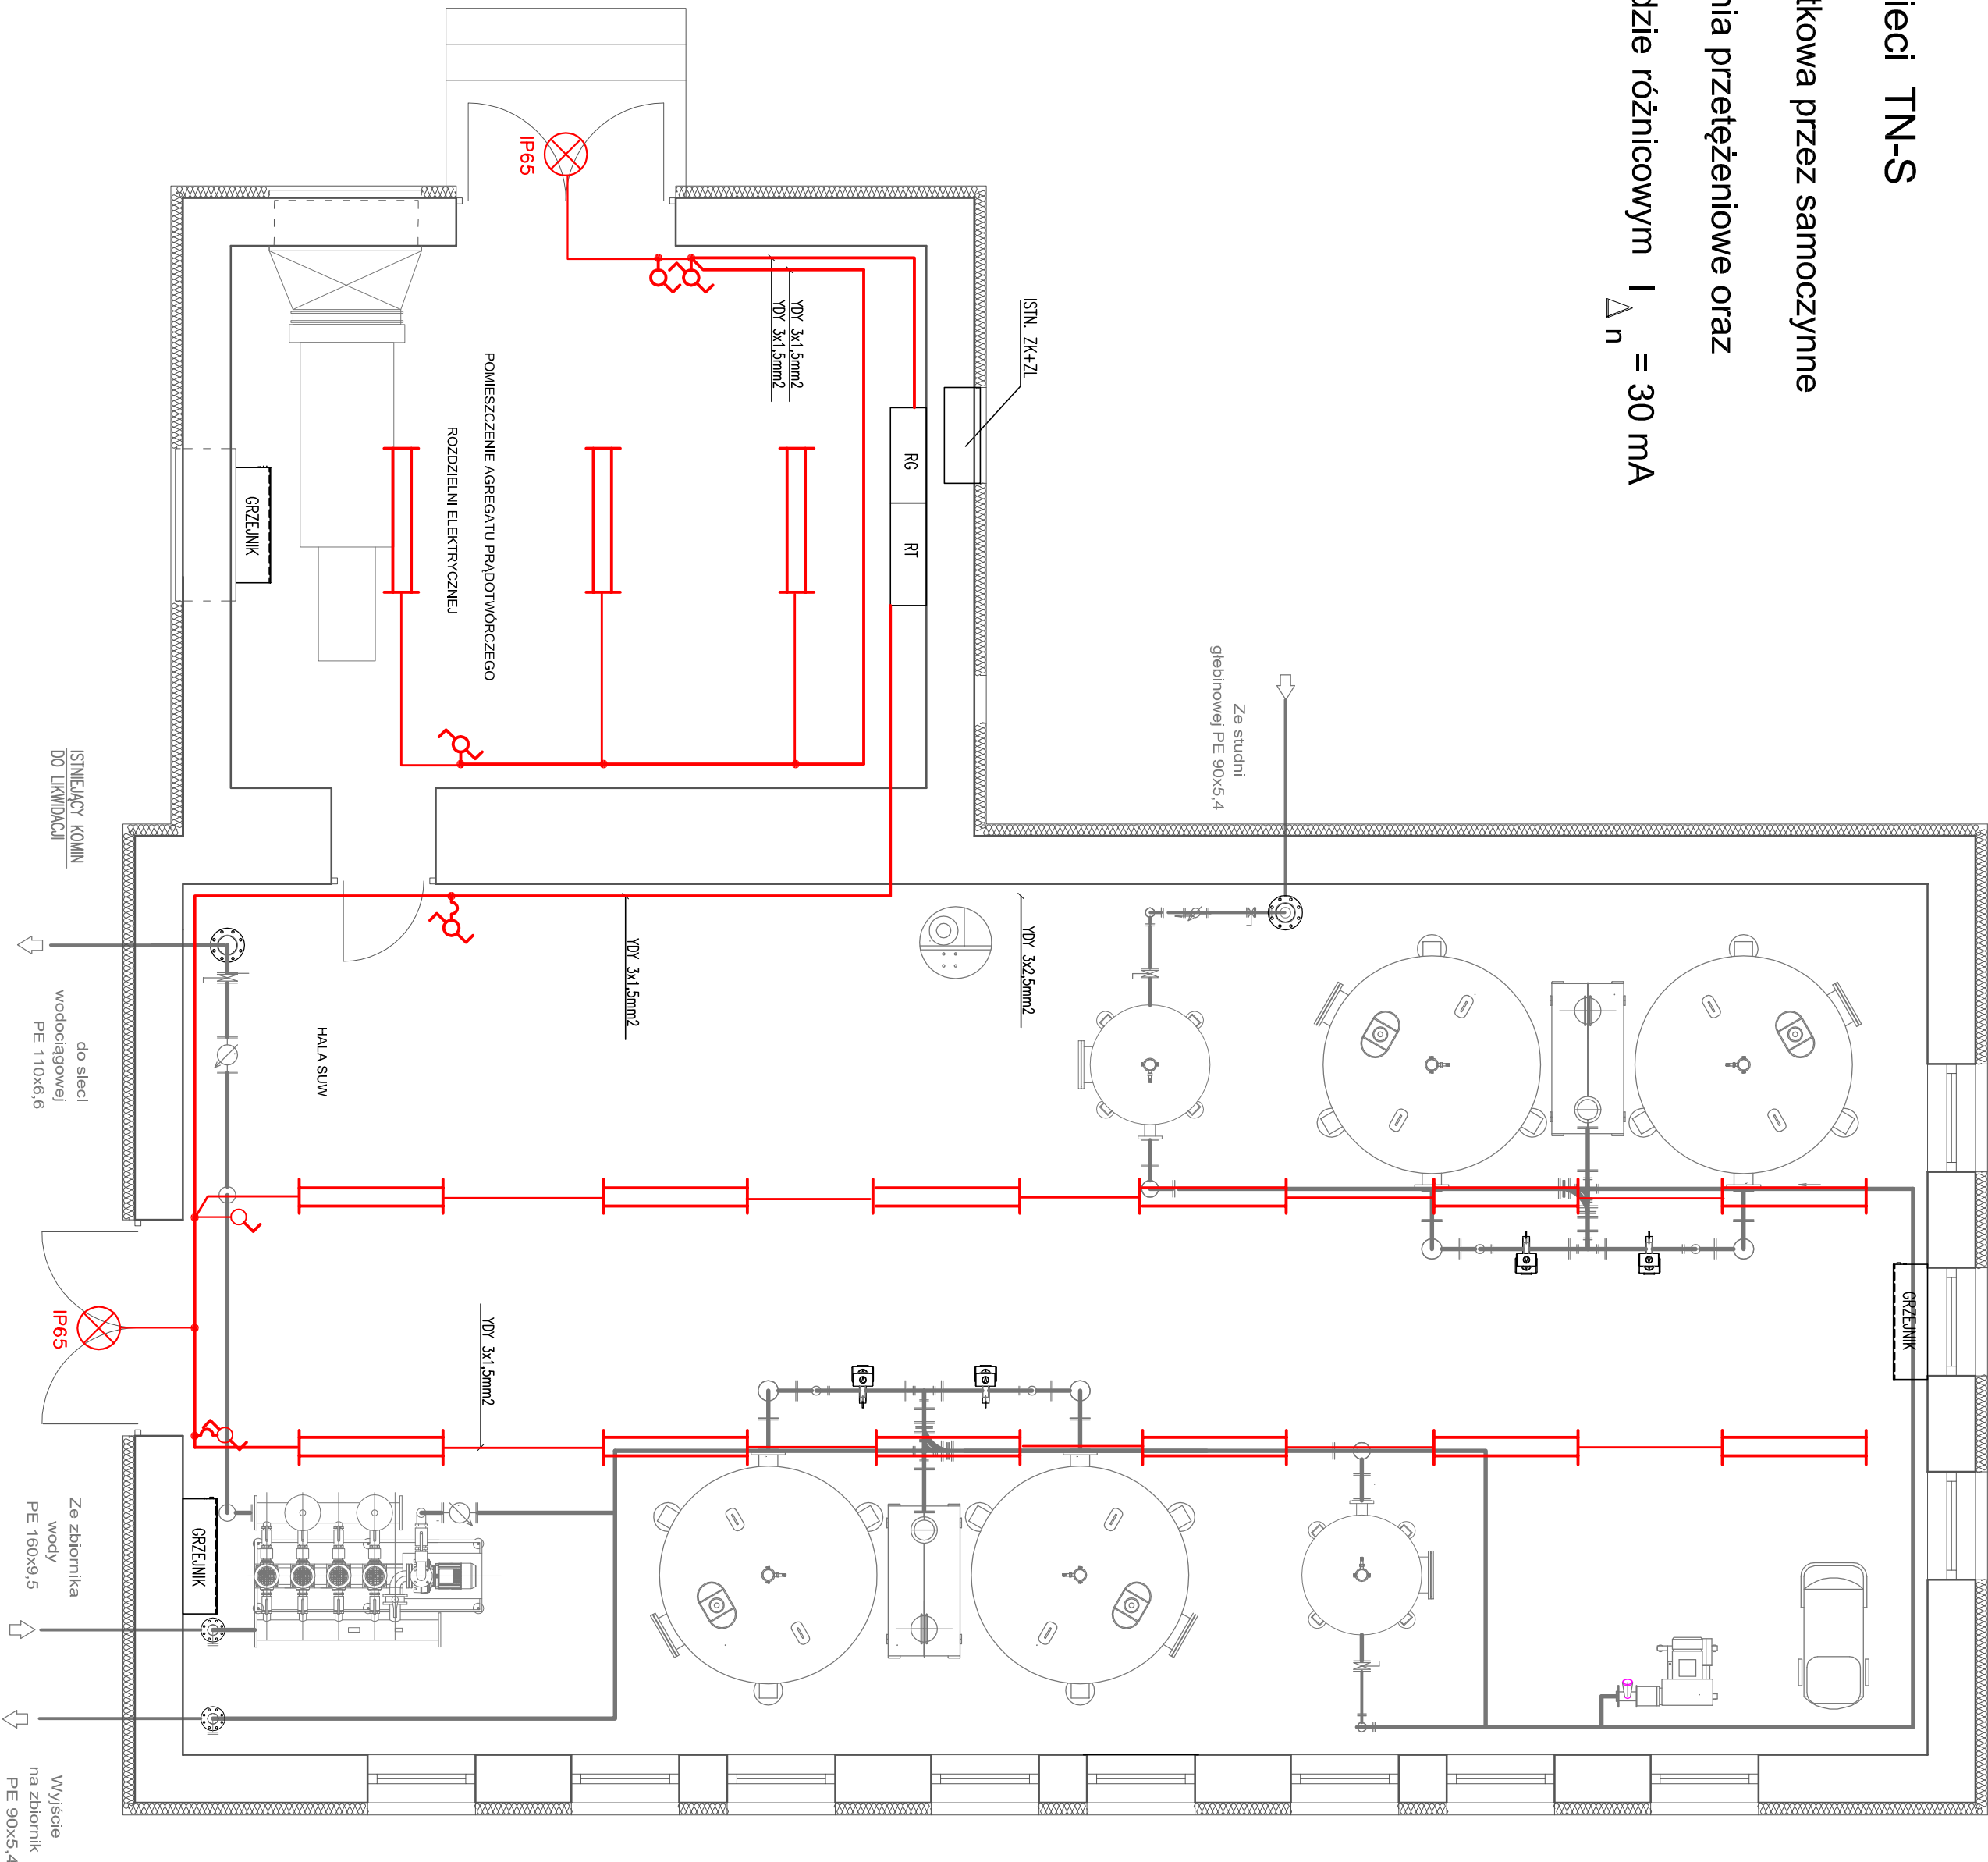 ieci TN-S
tkowa przez samoczynne
nia przetężeniowe oraz
dzie różnicowym I △ n = 30 mA
IP65
YDY 3x1,5mm2
YDY 3x1,5mm2
ISTN. ZK+ZL
RG
RT
POMIESZCZENIE AGREGATU PRĄDOTWÓRCZEGO
ROZDZIELNI ELEKTRYCZNEJ
GRZEJNIK
Ze studni
głebinowej PE 90x5,4
ISTNIEJĄCY KOMIN
DO LIKWIDACJI
YDY 3x2,5mm2
YDY 3x1,5mm2
HALA SUW
do sieci
wodociągowej
PE 110x6,6
GRZEJNIK
YDY 3x1,5mm2
IP65
GRZEJNIK
Ze zbiornika
wody
PE 160x9,5
Wyjście
na zbiornik
PE 90x5,4